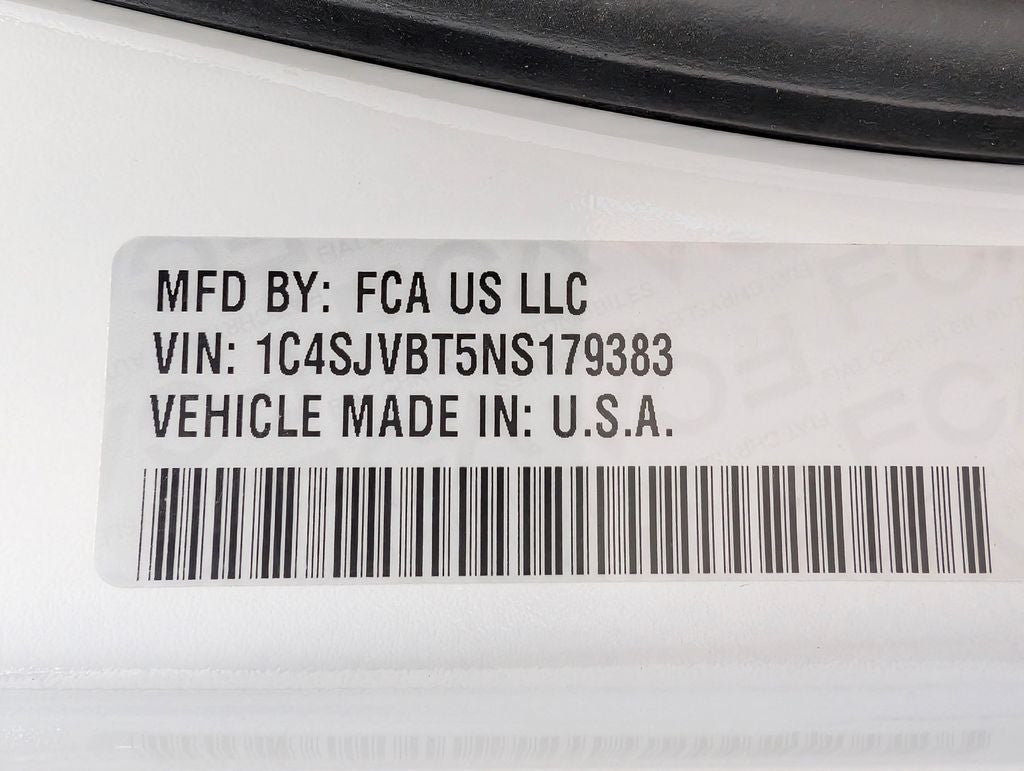 MFD BY: FCA US LLC
VIN: 1C4SJVBT5NS179383
VEHICLE MADE IN: U.S.A.